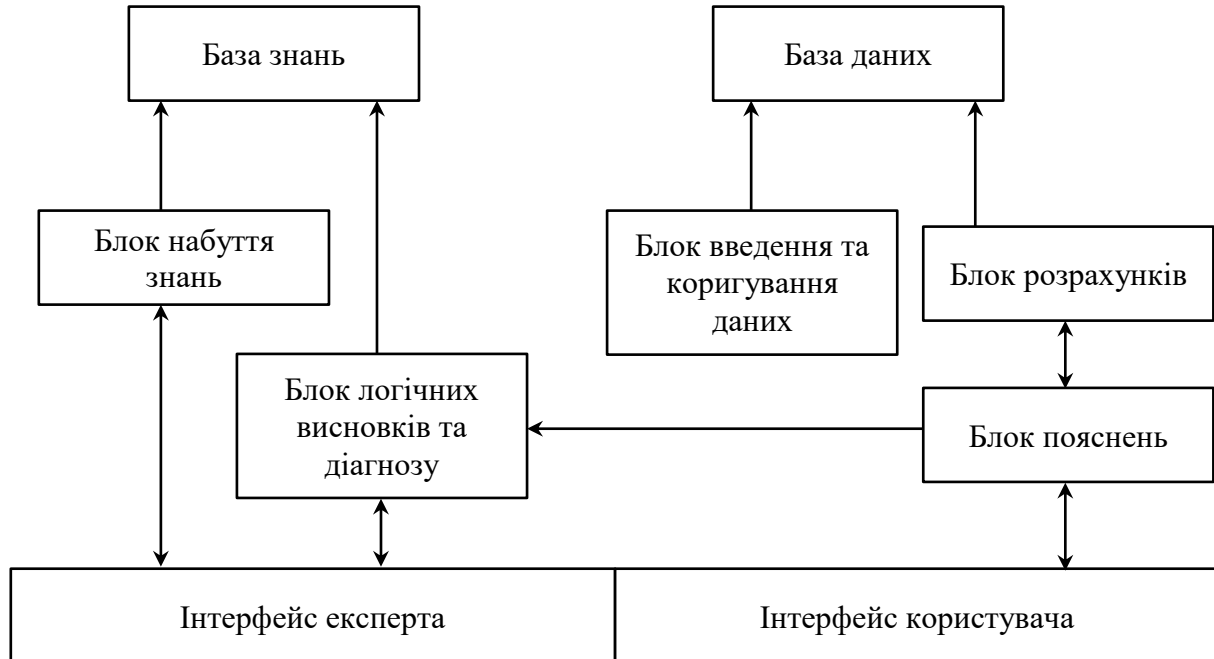 База знань
База даних
Блок набуття
знань
Блок введення та
коригування
даних
Блок розрахунків
Блок логічних
висновків та
діагнозу
Блок пояснень
Інтерфейс експерта
Інтерфейс користувача